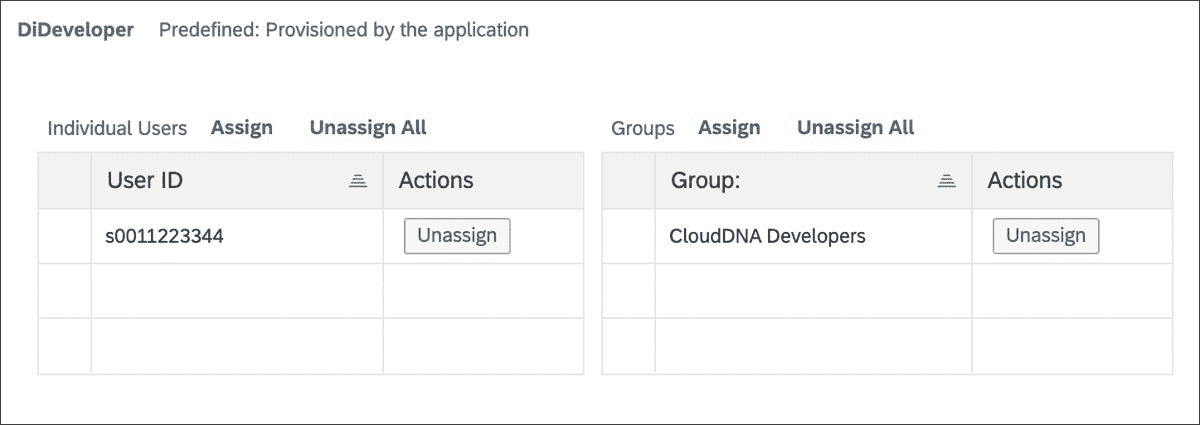 DiDeveloper Predefined: Provisioned by the application
Individual Users Assign Unassign All
User ID Actions
s0011223344 Unassign
Groups Assign Unassign All
Group: Actions
CloudDNA Developers Unassign